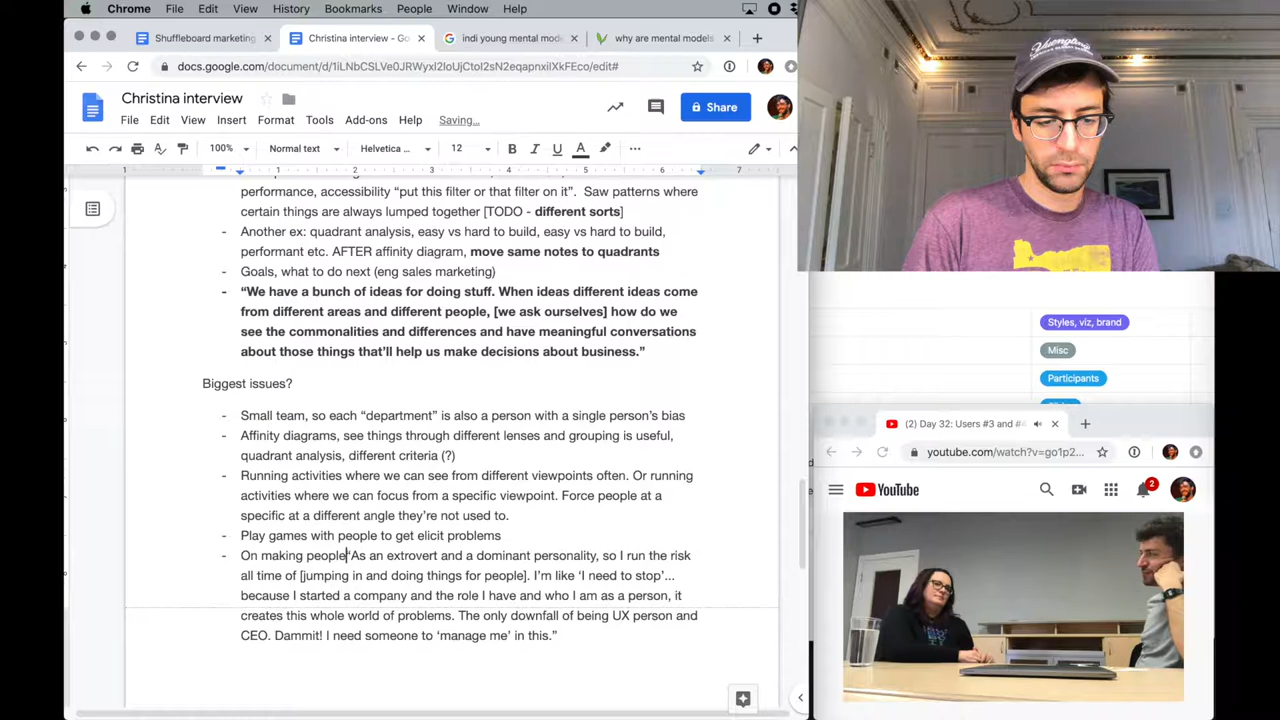 Chrome File Edit View History Bookmarks People Window Help
Shuffleboard marketing
Christina interview - Go
indi young mental mod
why are mental models
docs.google.com/document/d/1iLNbCSLVe0JRWyxI2IoUjCtoI2sN2eqapnxiIXkFEco/edit#
Christina interview
File Edit View Insert Format Tools Add-ons Help Saving...
Share
100% Normal text Helvetica ... 12 B I U A
1 1 2 3 4 5 6 7
performance, accessibility “put this filter or that filter on it”. Saw patterns where
certain things are always lumped together [TODO - different sorts]
- Another ex: quadrant analysis, easy vs hard to build, easy vs hard to build,
performant etc. AFTER affinity diagram, move same notes to quadrants
- Goals, what to do next (eng sales marketing)
- “We have a bunch of ideas for doing stuff. When ideas different ideas come
from different areas and different people, [we ask ourselves] how do we
see the commonalities and differences and have meaningful conversations
about those things that’ll help us make decisions about business.”
Biggest issues?
- Small team, so each “department” is also a person with a single person’s bias
- Affinity diagrams, see things through different lenses and grouping is useful,
quadrant analysis, different criteria (?)
- Running activities where we can see from different viewpoints often. Or running
activities where we can focus from a specific viewpoint. Force people at a
specific at a different angle they’re not used to.
- Play games with people to get elicit problems
- On making people“As an extrovert and a dominant personality, so I run the risk
all time of [jumping in and doing things for people]. I’m like ‘I need to stop’...
because I started a company and the role I have and who I am as a person, it
creates this whole world of problems. The only downfall of being UX person and
CEO. Dammit! I need someone to ‘manage me’ in this.”
Yuengling
Styles, viz, brand
Misc
Participants
(2) Day 32: Users #3 and #4
youtube.com/watch?v=go1p2...
YouTube
2